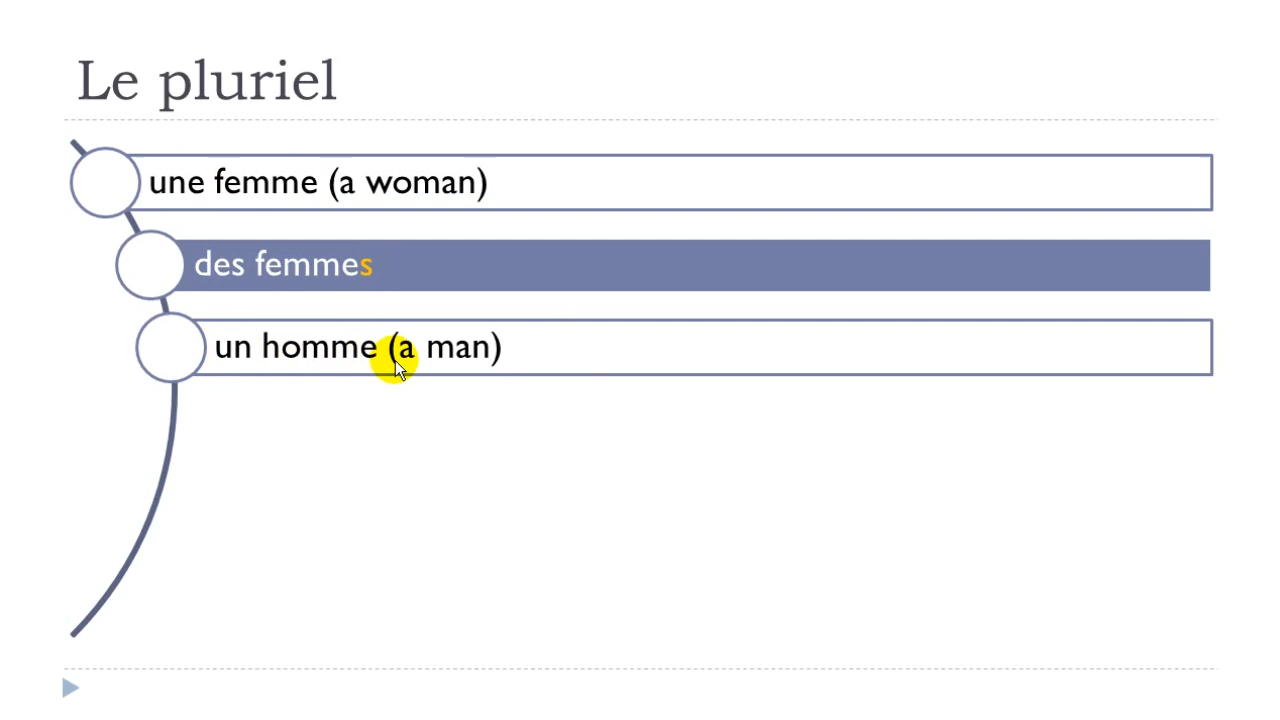 Le pluriel
une femme (a woman)
des femmes
un homme (a man)